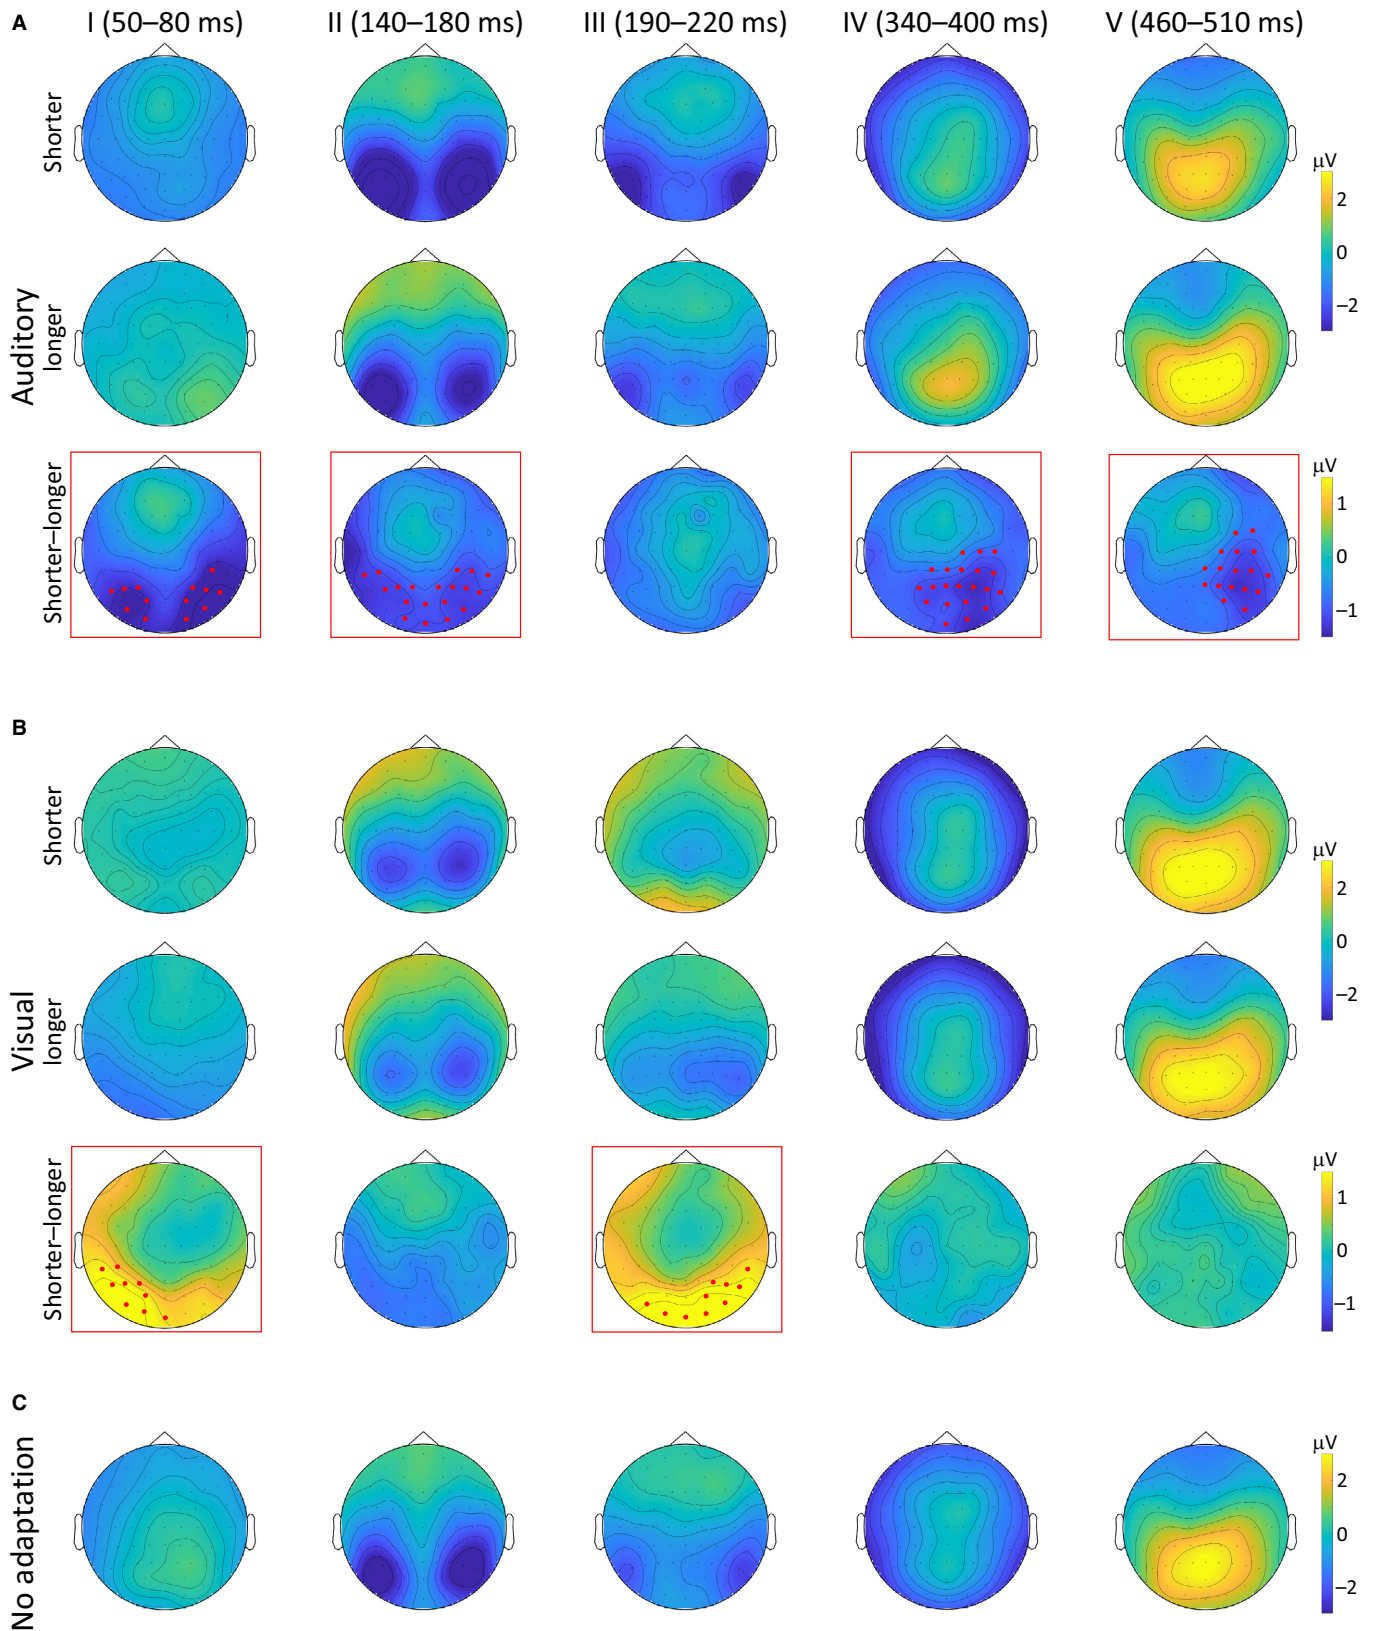 A
I (50–80 ms)
II (140–180 ms)
III (190–220 ms)
IV (340–400 ms)
V (460–510 ms)
Auditory
Shorter
longer
Shorter–longer
μV
2
0
–2
μV
1
0
–1
B
Visual
Shorter
longer
Shorter–longer
μV
2
0
–2
μV
1
0
–1
C
No adaptation
μV
2
0
–2